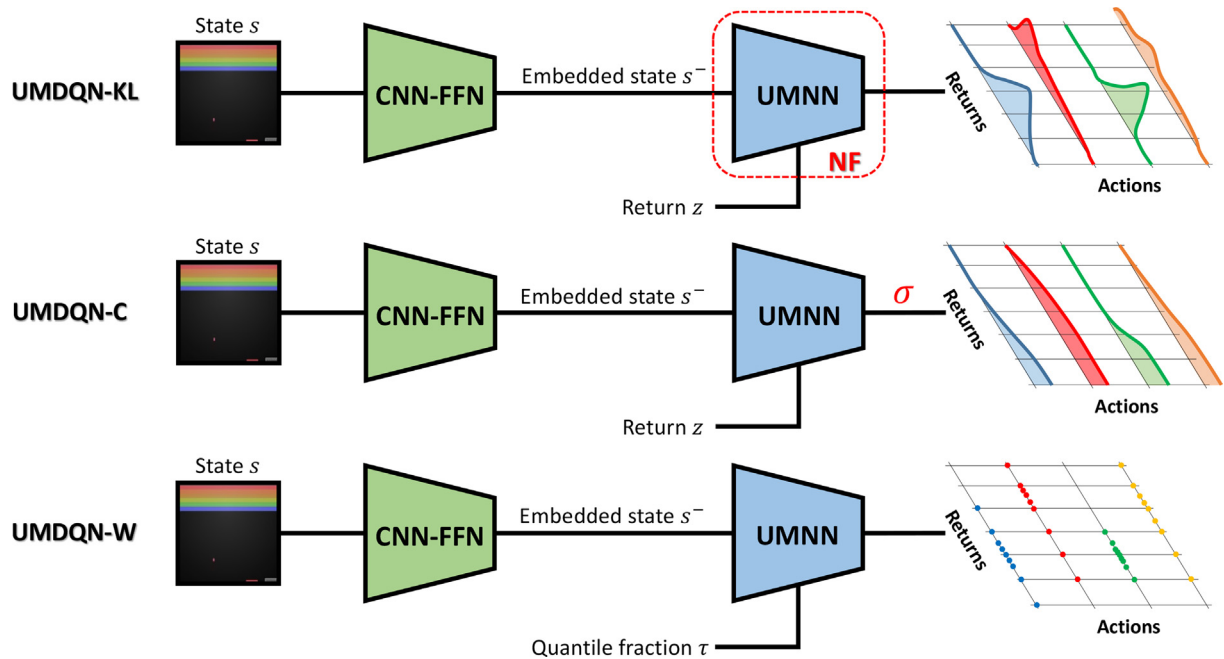 State s
UMDQN-KL
CNN-FFN
Embedded state s⁻
UMNN
NF
Return z
Returns
Actions
State s
UMDQN-C
CNN-FFN
Embedded state s⁻
UMNN
σ
Return z
Returns
Actions
State s
UMDQN-W
CNN-FFN
Embedded state s⁻
UMNN
Quantile fraction τ
Returns
Actions